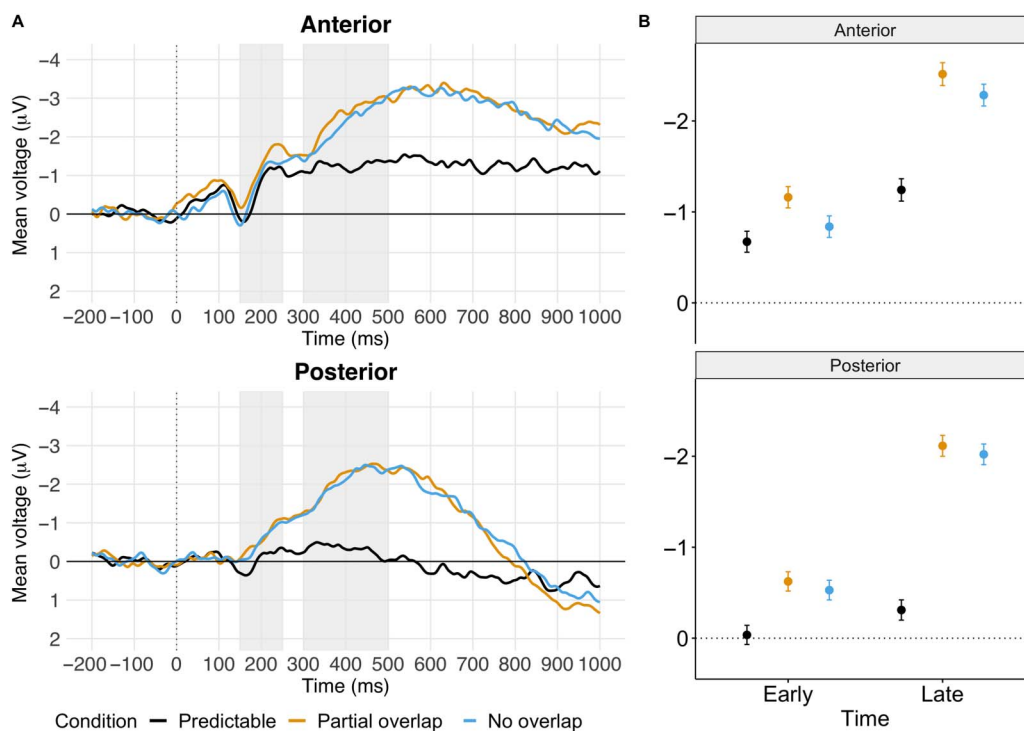 A
Anterior
Mean voltage (μV)
−4
−3
−2
−1
0
1
2
−200 −100 0 100 200 300 400 500 600 700 800 900 1000
Time (ms)
Posterior
Mean voltage (μV)
−4
−3
−2
−1
0
1
2
−200 −100 0 100 200 300 400 500 600 700 800 900 1000
Time (ms)
Condition Predictable Partial overlap No overlap
B
Anterior
−2
−1
0
Posterior
−2
−1
0
Early Late
Time